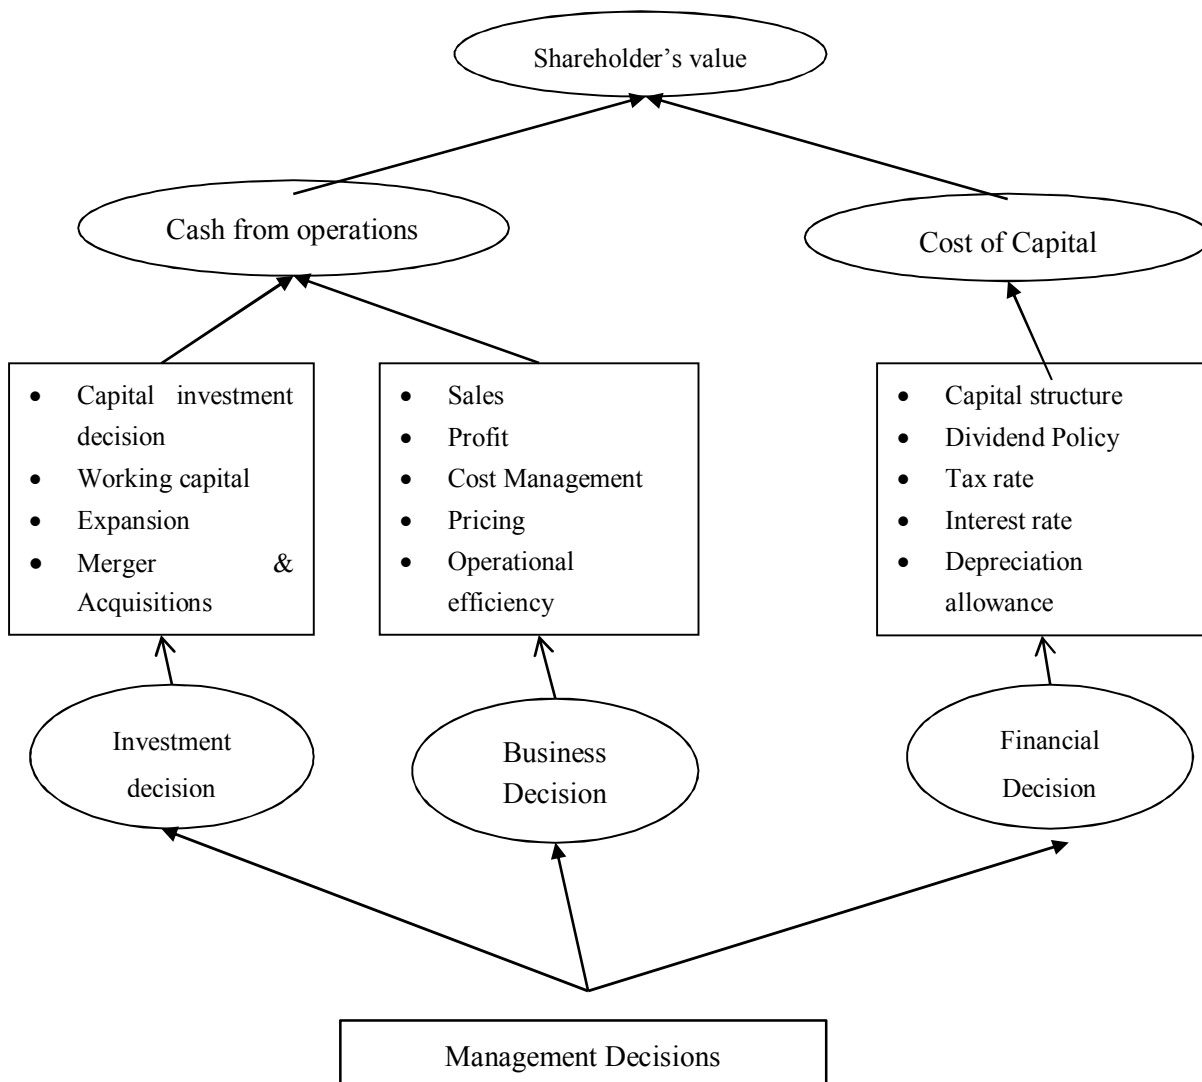 Shareholder’s value
Cash from operations
Cost of Capital
• Capital investment
decision
• Working capital
• Expansion
• Merger &
Acquisitions
• Sales
• Profit
• Cost Management
• Pricing
• Operational
efficiency
• Capital structure
• Dividend Policy
• Tax rate
• Interest rate
• Depreciation
allowance
Investment
decision
Business
Decision
Financial
Decision
Management Decisions